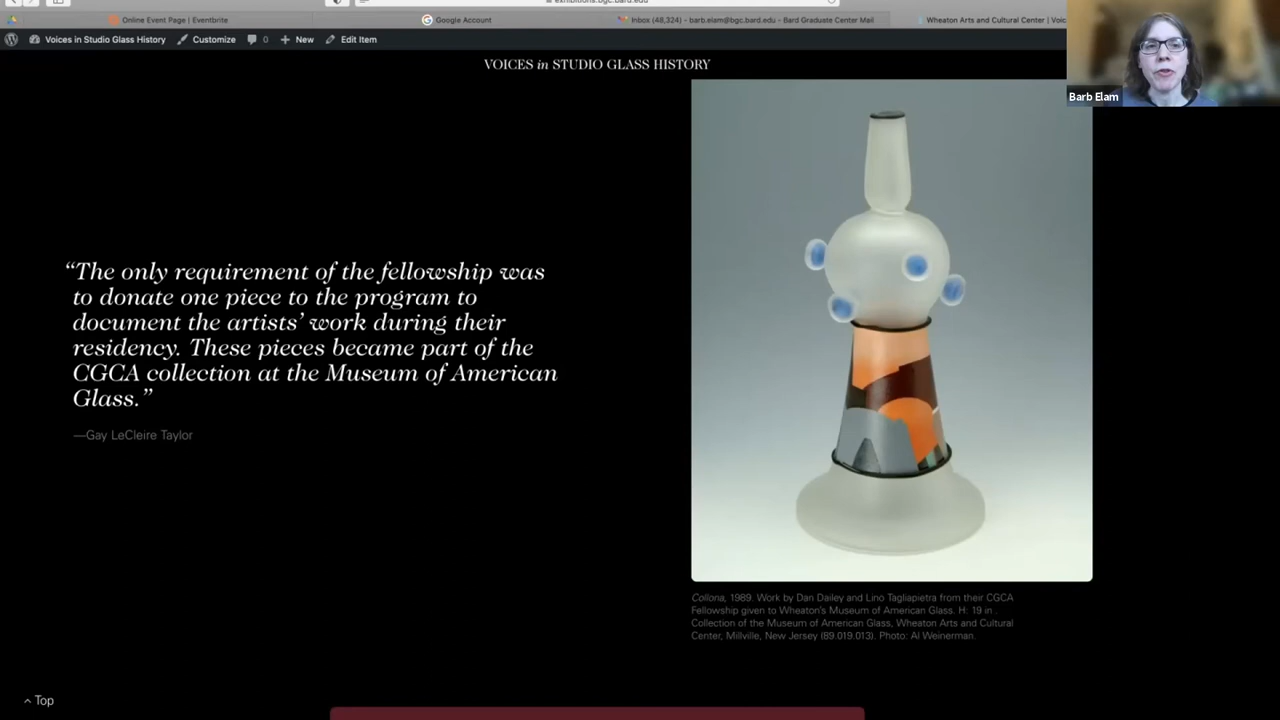 exhibitions.bgc.bard.edu
Online Event Page | Eventbrite
Google Account
Inbox (48,324) - barb.elam@bgc.bard.edu - Bard Graduate Center Mail
Wheaton Arts and Cultural Center | Voic
Voices in Studio Glass History
Customize
0
New
Edit Item
Barb Elam
VOICES in STUDIO GLASS HISTORY
“The only requirement of the fellowship was
to donate one piece to the program to
document the artists’ work during their
residency. These pieces became part of the
CGCA collection at the Museum of American
Glass.”
—Gay LeCleire Taylor
Collona, 1989. Work by Dan Dailey and Lino Tagliapietra from their CGCA
Fellowship given to Wheaton's Museum of American Glass. H: 19 in..
Collection of the Museum of American Glass, Wheaton Arts and Cultural
Center, Millville, New Jersey (89.019.013). Photo: Al Weinerman.
Top